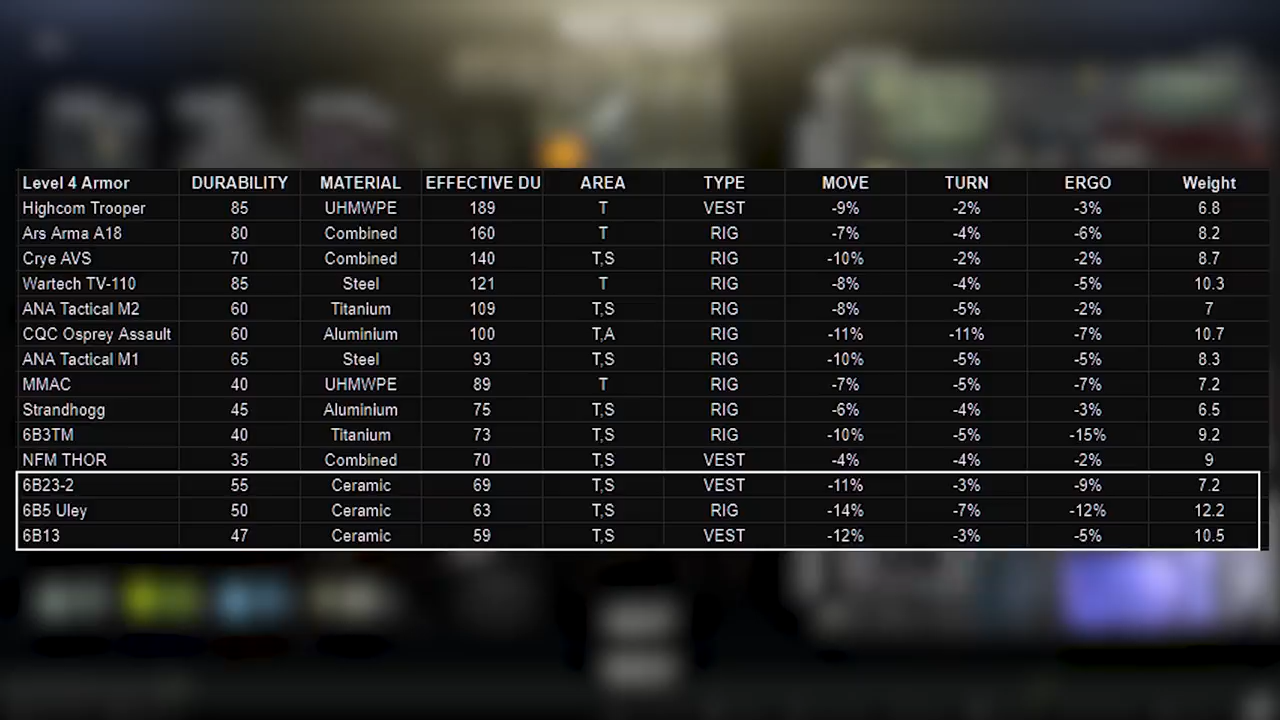 Level 4 Armor DURABILITY MATERIAL EFFECTIVE DU AREA TYPE MOVE TURN ERGO Weight
Highcom Trooper 85 UHMWPE 189 T VEST -9% -2% -3% 6.8
Ars Arma A18 80 Combined 160 T RIG -7% -4% -6% 8.2
Crye AVS 70 Combined 140 T,S RIG -10% -2% -2% 8.7
Wartech TV-110 85 Steel 121 T RIG -8% -4% -5% 10.3
ANA Tactical M2 60 Titanium 109 T,S RIG -8% -5% -2% 7
CQC Osprey Assault 60 Aluminium 100 T,A RIG -11% -11% -7% 10.7
ANA Tactical M1 65 Steel 93 T,S RIG -10% -5% -5% 8.3
MMAC 40 UHMWPE 89 T RIG -7% -5% -7% 7.2
Strandhogg 45 Aluminium 75 T,S RIG -6% -4% -3% 6.5
6B3TM 40 Titanium 73 T,S RIG -10% -5% -15% 9.2
NFM THOR 35 Combined 70 T,S VEST -4% -4% -2% 9
6B23-2 55 Ceramic 69 T,S VEST -11% -3% -9% 7.2
6B5 Uley 50 Ceramic 63 T,S RIG -14% -7% -12% 12.2
6B13 47 Ceramic 59 T,S VEST -12% -3% -5% 10.5